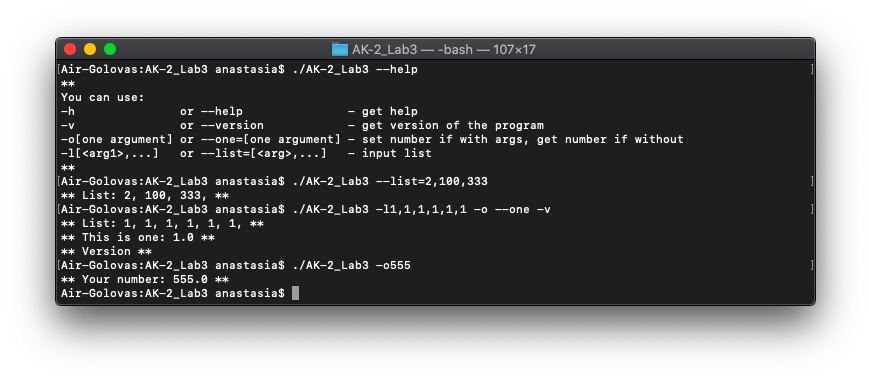 AK-2_Lab3 — -bash — 107×17
[Air-Golovas:AK-2_Lab3 anastasia$ ./AK-2_Lab3 --help ]
**
You can use:
-h               or --help               - get help
-v               or --version            - get version of the program
-o[one argument] or --one=[one argument] - set number if with args, get number if without
-l[<arg1>,...]   or --list=[<arg>,...]   - input list
**
[Air-Golovas:AK-2_Lab3 anastasia$ ./AK-2_Lab3 --list=2,100,333 ]
** List: 2, 100, 333, **
[Air-Golovas:AK-2_Lab3 anastasia$ ./AK-2_Lab3 -l1,1,1,1,1,1 -o --one -v ]
** List: 1, 1, 1, 1, 1, 1, **
** This is one: 1.0 **
** Version **
[Air-Golovas:AK-2_Lab3 anastasia$ ./AK-2_Lab3 -o555 ]
** Your number: 555.0 **
Air-Golovas:AK-2_Lab3 anastasia$